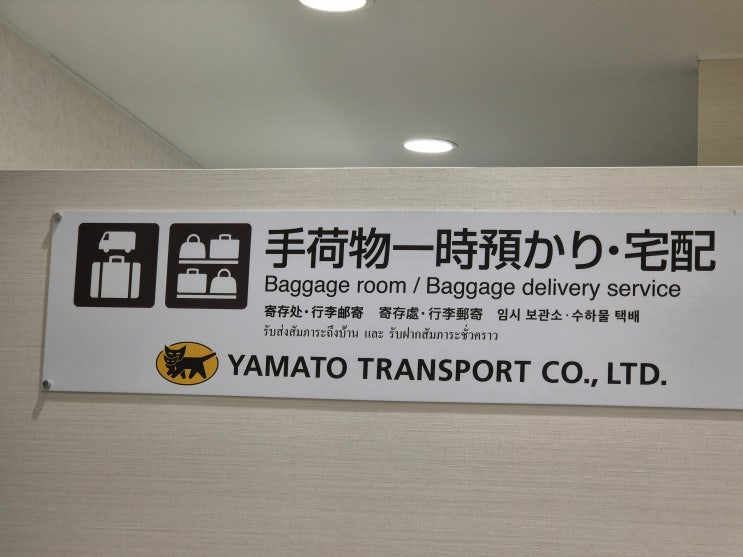 手荷物一時預かり・宅配
Baggage room / Baggage delivery service
寄存处・行李邮寄 寄存處・行李郵寄 임시 보관소・수하물 택배
รับส่งสัมภาระถึงบ้าน และ รับฝากสัมภาระชั่วคราว
YAMATO TRANSPORT CO., LTD.